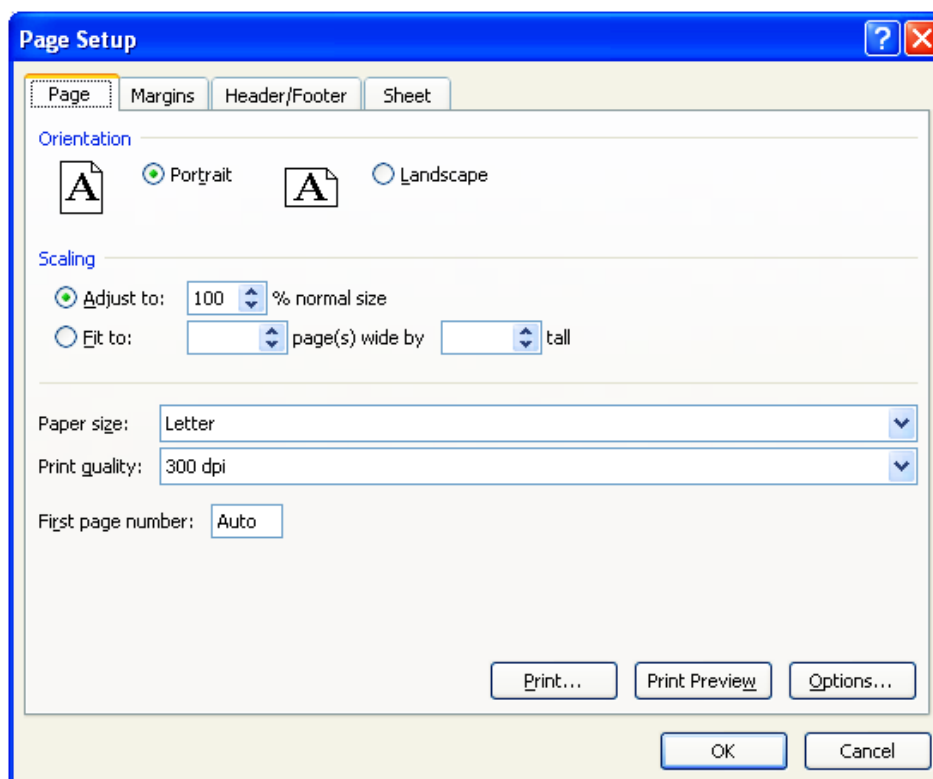 Page Setup
?
Page Margins Header/Footer Sheet
Orientation
A Portrait A Landscape
Scaling
Adjust to: 100 % normal size
Fit to: page(s) wide by tall
Paper size: Letter
Print quality: 300 dpi
First page number: Auto
Print... Print Preview Options...
OK Cancel